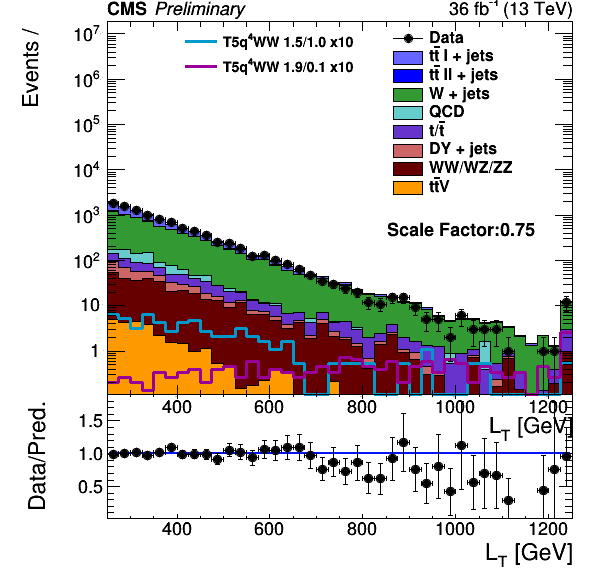 CMS Preliminary 36 fb⁻¹ (13 TeV)
Events /
10⁷
10⁶
10⁵
10⁴
10³
10²
10
1
T5q⁴WW 1.5/1.0 x10
T5q⁴WW 1.9/0.1 x10
Data
tt̄ l + jets
tt̄ ll + jets
W + jets
QCD
t/t̄
DY + jets
WW/WZ/ZZ
tt̄V
Scale Factor:0.75
400 600 800 1000 1200
L_T [GeV]
Data/Pred.
1.5
1.0
0.5
400 600 800 1000 1200
L_T [GeV]